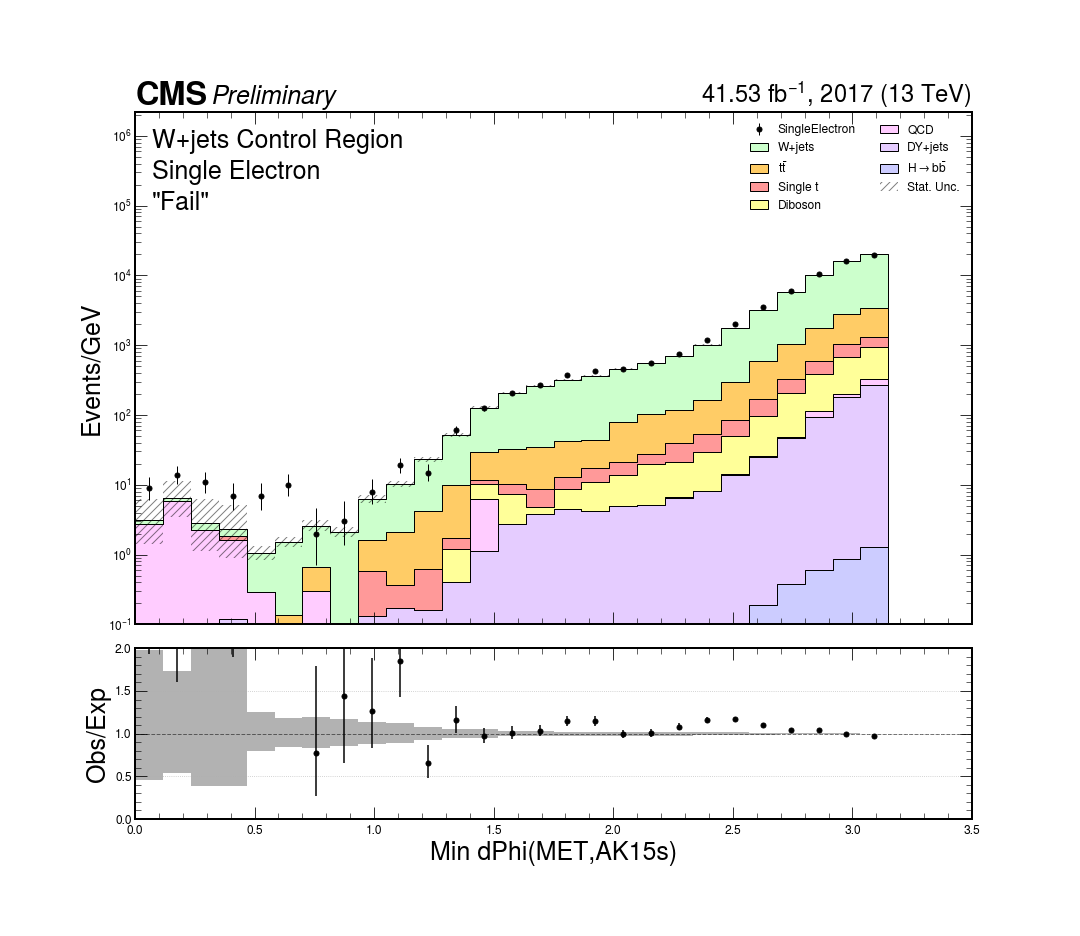 CMS Preliminary
41.53 fb⁻¹, 2017 (13 TeV)
W+jets Control Region
Single Electron
"Fail"
SingleElectron
W+jets
tt̄
Single t
Diboson
QCD
DY+jets
H→bb̄
Stat. Unc.
Events/GeV
10⁶
10⁵
10⁴
10³
10²
10¹
10⁰
10⁻¹
Obs/Exp
2.0
1.5
1.0
0.5
0.0
0.0 0.5 1.0 1.5 2.0 2.5 3.0 3.5
Min dPhi(MET,AK15s)